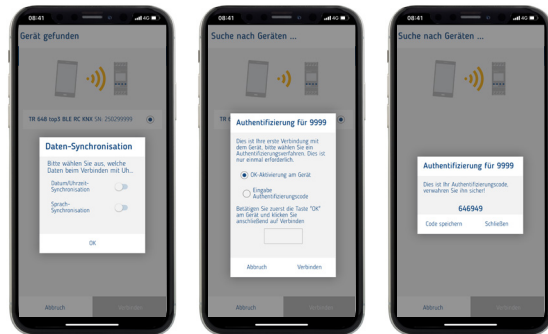 08:41
4G
Gerät gefunden
TR 648 top3 BLE RC KNX SN: 250299999
Daten-Synchronisation
Bitte wählen Sie aus, welche
Daten beim Verbinden mit Uh...
Datum/Uhrzeit-
Synchronisation
Sprach-
Synchronisation
OK
Abbruch
Verbinden
08:41
4G
Suche nach Geräten ...
TR 6
Authentifizierung für 9999
Dies ist Ihre erste Verbindung mit
dem Gerät, bitte wählen Sie ein
Authentifizierungsverfahren. Dies ist
nur einmal erforderlich.
OK-Aktivierung am Gerät
Eingabe
Authentifizierungscode
Betätigen Sie zuerst die Taste "OK"
am Gerät und klicken Sie
anschließend auf Verbinden
Abbruch
Verbinden
08:41
4G
Suche nach Geräten ...
Authentifizierung für 9999
Dies ist Ihr Authentifizierungscode,
verwahren Sie ihn sicher!
646949
Code speichern
Schließen
Abbruch
Verbinden